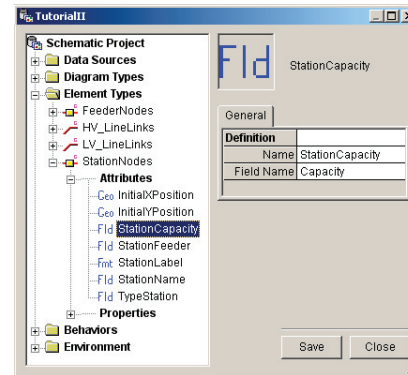 TutorialII
Schematic Project
Data Sources
Diagram Types
Element Types
FeederNodes
HV_LineLinks
LV_LineLinks
StationNodes
Attributes
Geo InitialXPosition
Geo InitialYPosition
Fld StationCapacity
Fld StationFeeder
Fmt StationLabel
Fld StationName
Fld TypeStation
Properties
Behaviors
Environment
Fld StationCapacity
General
Definition
Name StationCapacity
Field Name Capacity
Save Close